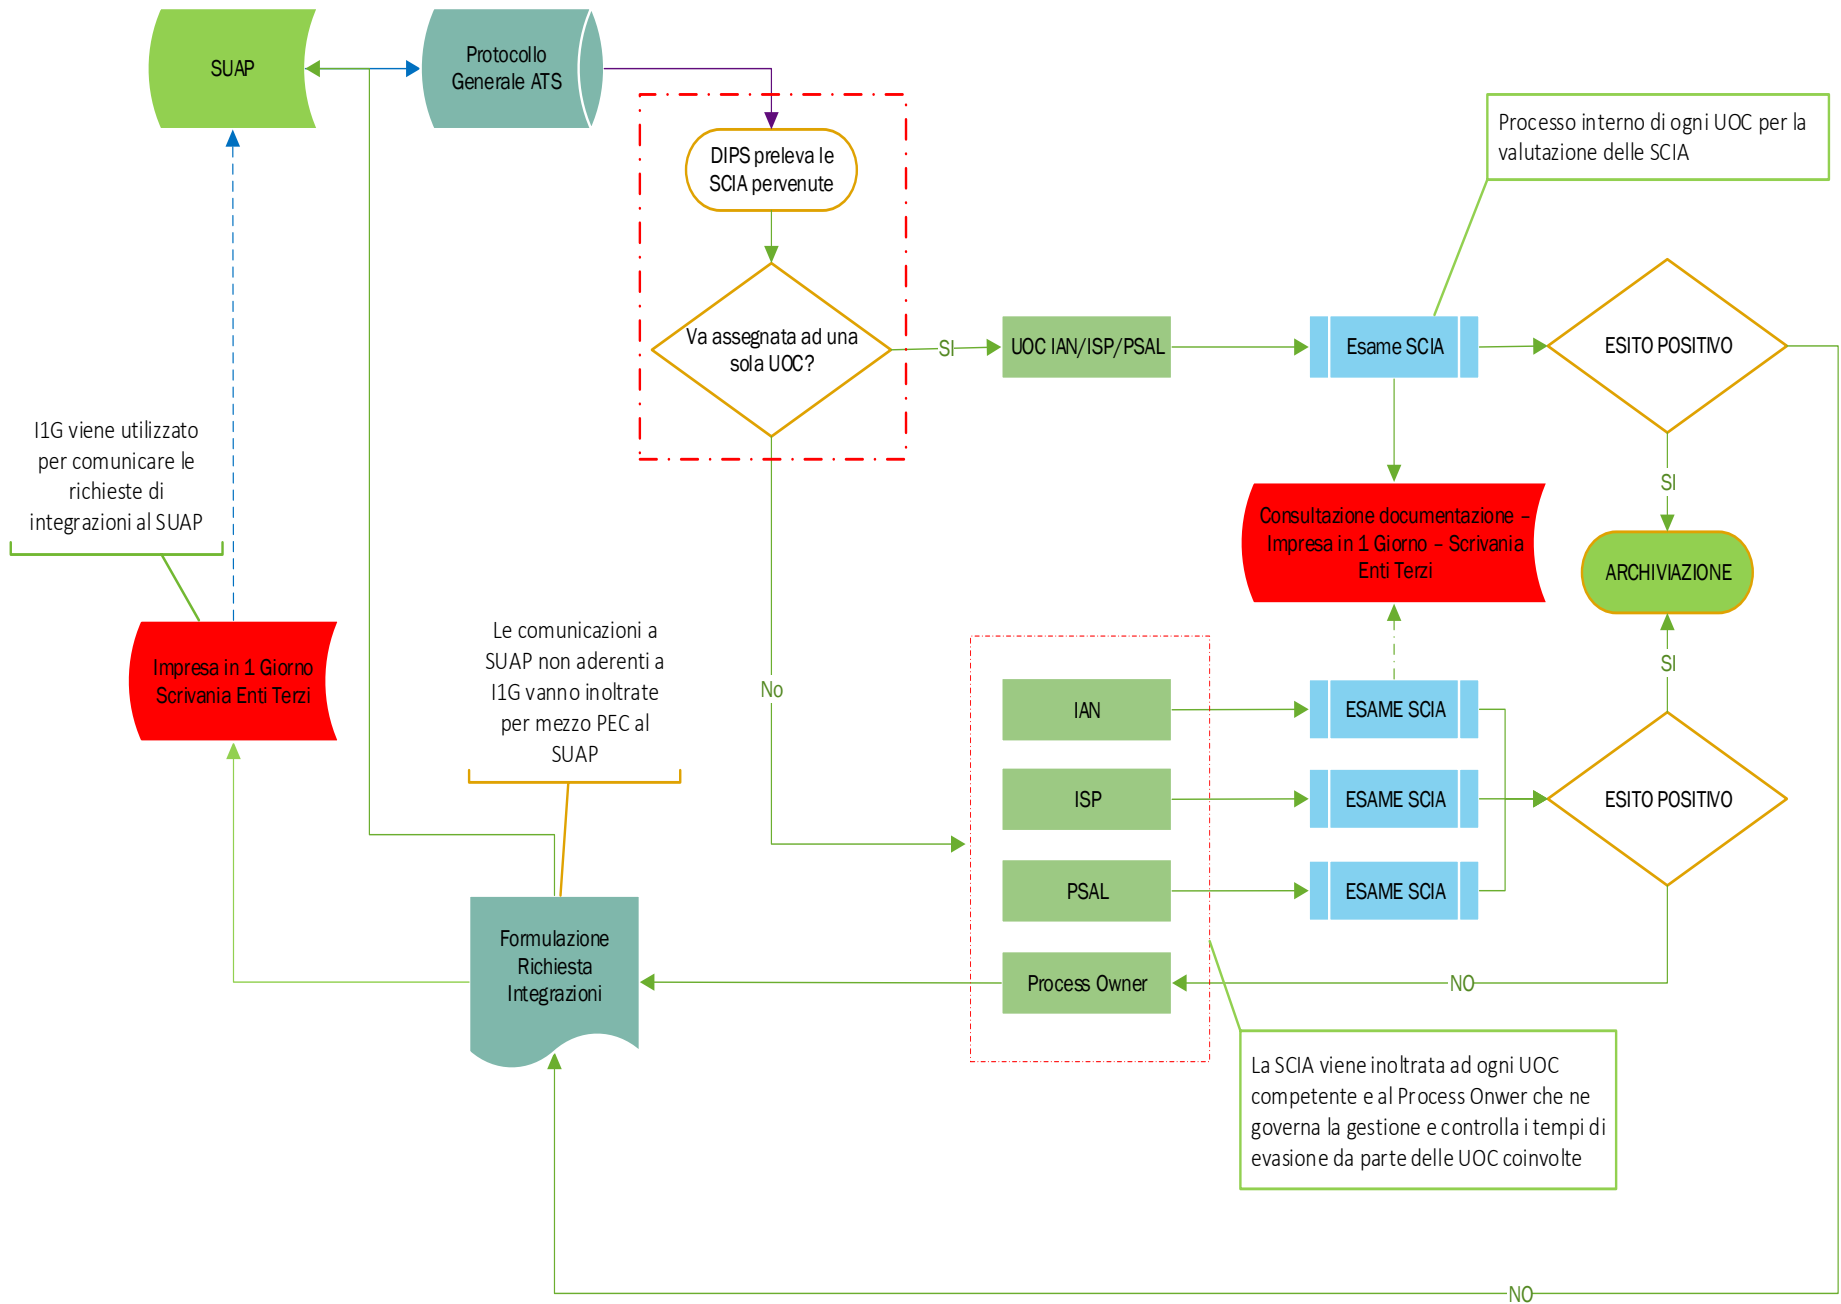 SUAP
Protocollo
Generale ATS
DIPS preleva le
SCIA pervenute
Processo interno di ogni UOC per la
valutazione delle SCIA
Va assegnata ad una
sola UOC?
SI
UOC IAN/ISP/PSAL
Esame SCIA
ESITO POSITIVO
I1G viene utilizzato
per comunicare le
richieste di
integrazioni al SUAP
SI
Consultazione documentazione –
Impresa in 1 Giorno – Scrivania
Enti Terzi
ARCHIVIAZIONE
Impresa in 1 Giorno
Scrivania Enti Terzi
Le comunicazioni a
SUAP non aderenti a
I1G vanno inoltrate
per mezzo PEC al
SUAP
No
SI
IAN
ESAME SCIA
ISP
ESAME SCIA
ESITO POSITIVO
PSAL
ESAME SCIA
Formulazione
Richiesta
Integrazioni
Process Owner
NO
La SCIA viene inoltrata ad ogni UOC
competente e al Process Onwer che ne
governa la gestione e controlla i tempi di
evasione da parte delle UOC coinvolte
NO